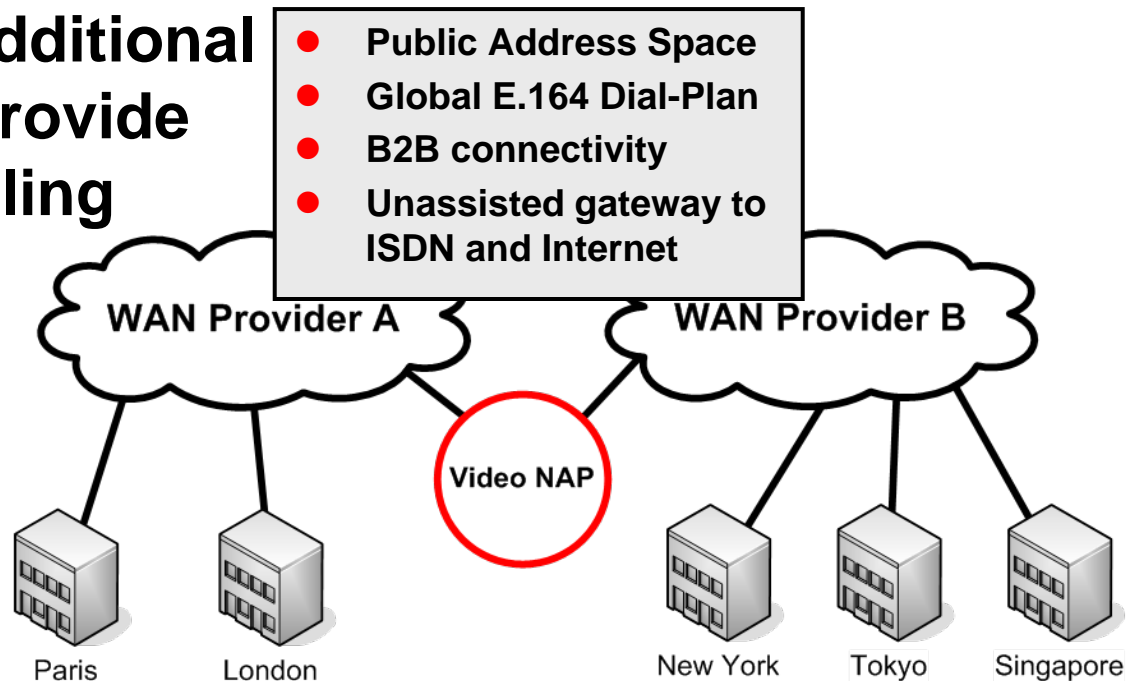 dditional
rovide
ling
Public Address Space
Global E.164 Dial-Plan
B2B connectivity
Unassisted gateway to
ISDN and Internet
WAN Provider A
WAN Provider B
Video NAP
Paris
London
New York
Tokyo
Singapore